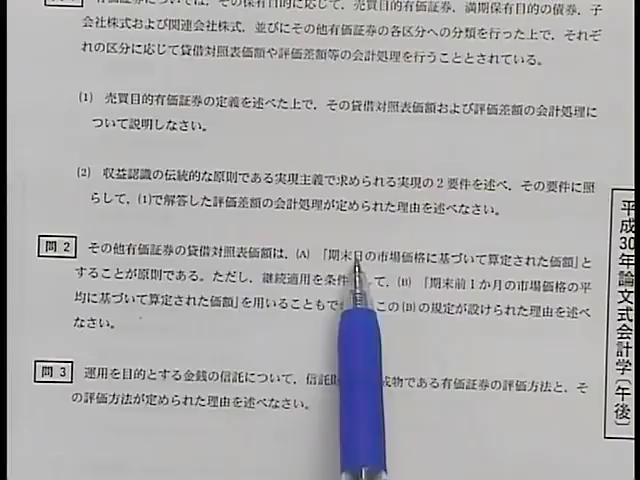 有価証券については、その保有目的に応じて、売買目的有価証券、満期保有目的の債券、子
会社株式および関連会社株式、並びにその他有価証券の各区分への分類を行った上で、それぞ
れの区分に応じて貸借対照表価額や評価差額等の会計処理を行うこととされている。
(1) 売買目的有価証券の定義を述べた上で、その貸借対照表価額および評価差額の会計処理に
ついて説明しなさい。
(2) 収益認識の伝統的な原則である実現主義で求められる実現の2要件を述べ、その要件に照
らして、(1)で解答した評価差額の会計処理が定められた理由を述べなさい。
問2 その他有価証券の貸借対照表価額は、(A)「期末日の市場価格に基づいて算定された価額」と
することが原則である。ただし、継続適用を条件 て、(B)「期末前1か月の市場価格の平
均に基づいて算定された価額」を用いることもで この(B)の規定が設けられた理由を述べ
なさい。
問3 運用を目的とする金銭の信託について、信託 成物である有価証券の評価方法と、そ
の評価方法が定められた理由を述べなさい。
平成30年論文式会計学〔午後〕